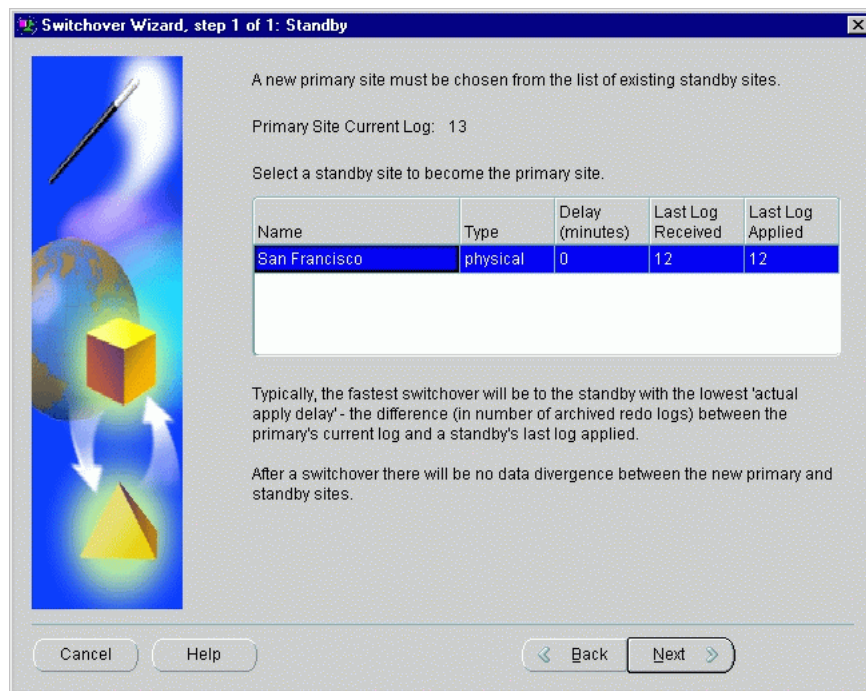 Switchover Wizard, step 1 of 1: Standby
A new primary site must be chosen from the list of existing standby sites.
Primary Site Current Log: 13
Select a standby site to become the primary site.
Name Type Delay (minutes) Last Log Received Last Log Applied
San Francisco physical 0 12 12
Typically, the fastest switchover will be to the standby with the lowest 'actual
apply delay' - the difference (in number of archived redo logs) between the
primary's current log and a standby's last log applied.
After a switchover there will be no data divergence between the new primary and
standby sites.
Cancel Help Back Next